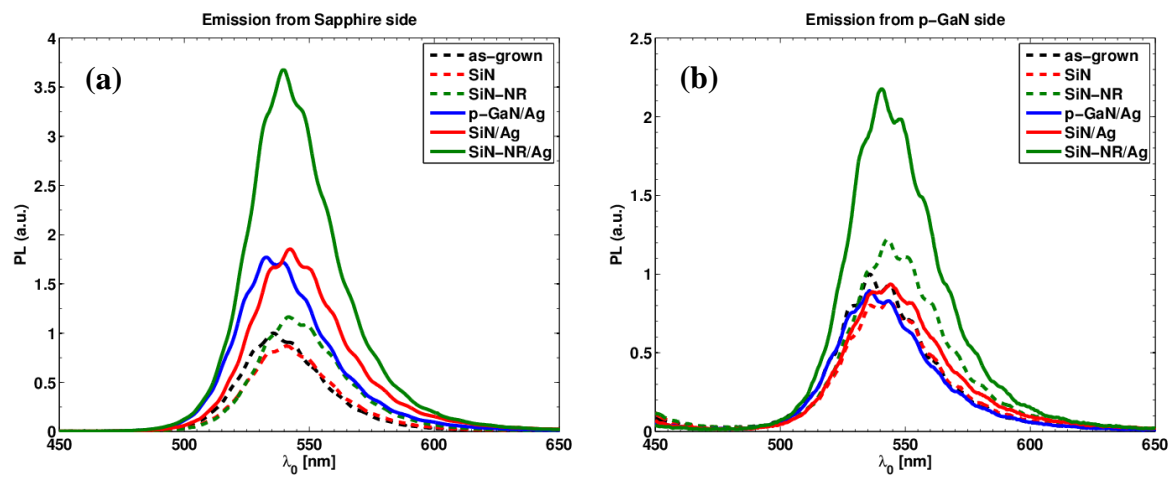 Emission from Sapphire side
(a)
4
3.5
3
2.5
2
1.5
1
0.5
0
PL (a.u.)
450
500
550
600
650
λ0 [nm]
as-grown
SiN
SiN-NR
p-GaN/Ag
SiN/Ag
SiN-NR/Ag
Emission from p-GaN side
(b)
2.5
2
1.5
1
0.5
0
PL (a.u.)
450
500
550
600
650
λ0 [nm]
as-grown
SiN
SiN-NR
p-GaN/Ag
SiN/Ag
SiN-NR/Ag